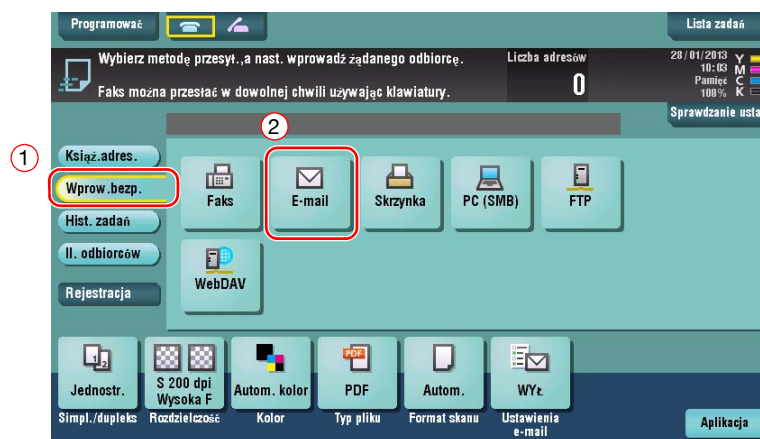 Programować
Lista zadań
Wybierz metodę przesył.,a nast. wprowadź żądanego odbiorcę.
Faks można przesłać w dowolnej chwili używając klawiatury.
Liczba adresów
0
28/01/2013
10:03
Pamięć
100%
Y
M
C
K
Sprawdzanie usta
1
2
Książ.adres.
Wprow.bezp.
Hist. zadań
Il. odbiorców
Rejestracja
Faks
E-mail
Skrzynka
PC (SMB)
FTP
WebDAV
1 2
Jednostr.
S 200 dpi
Wysoka F
Autom. kolor
PDF
PDF
Autom.
WYŁ
Simpl./dupleks
Rozdzielczość
Kolor
Typ pliku
Format skanu
Ustawienia
e-mail
Aplikacja